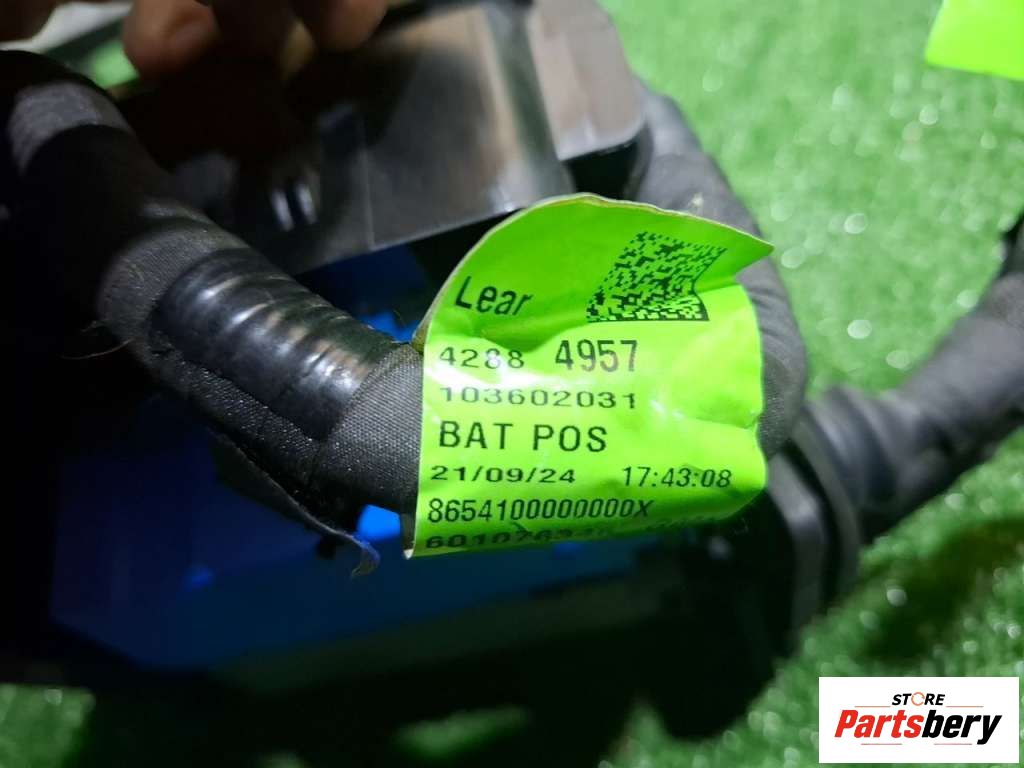 Lear
4288 4957
103602031
BAT POS
21/09/24 17:43:08
8654100000000X
STORE
Partsbery